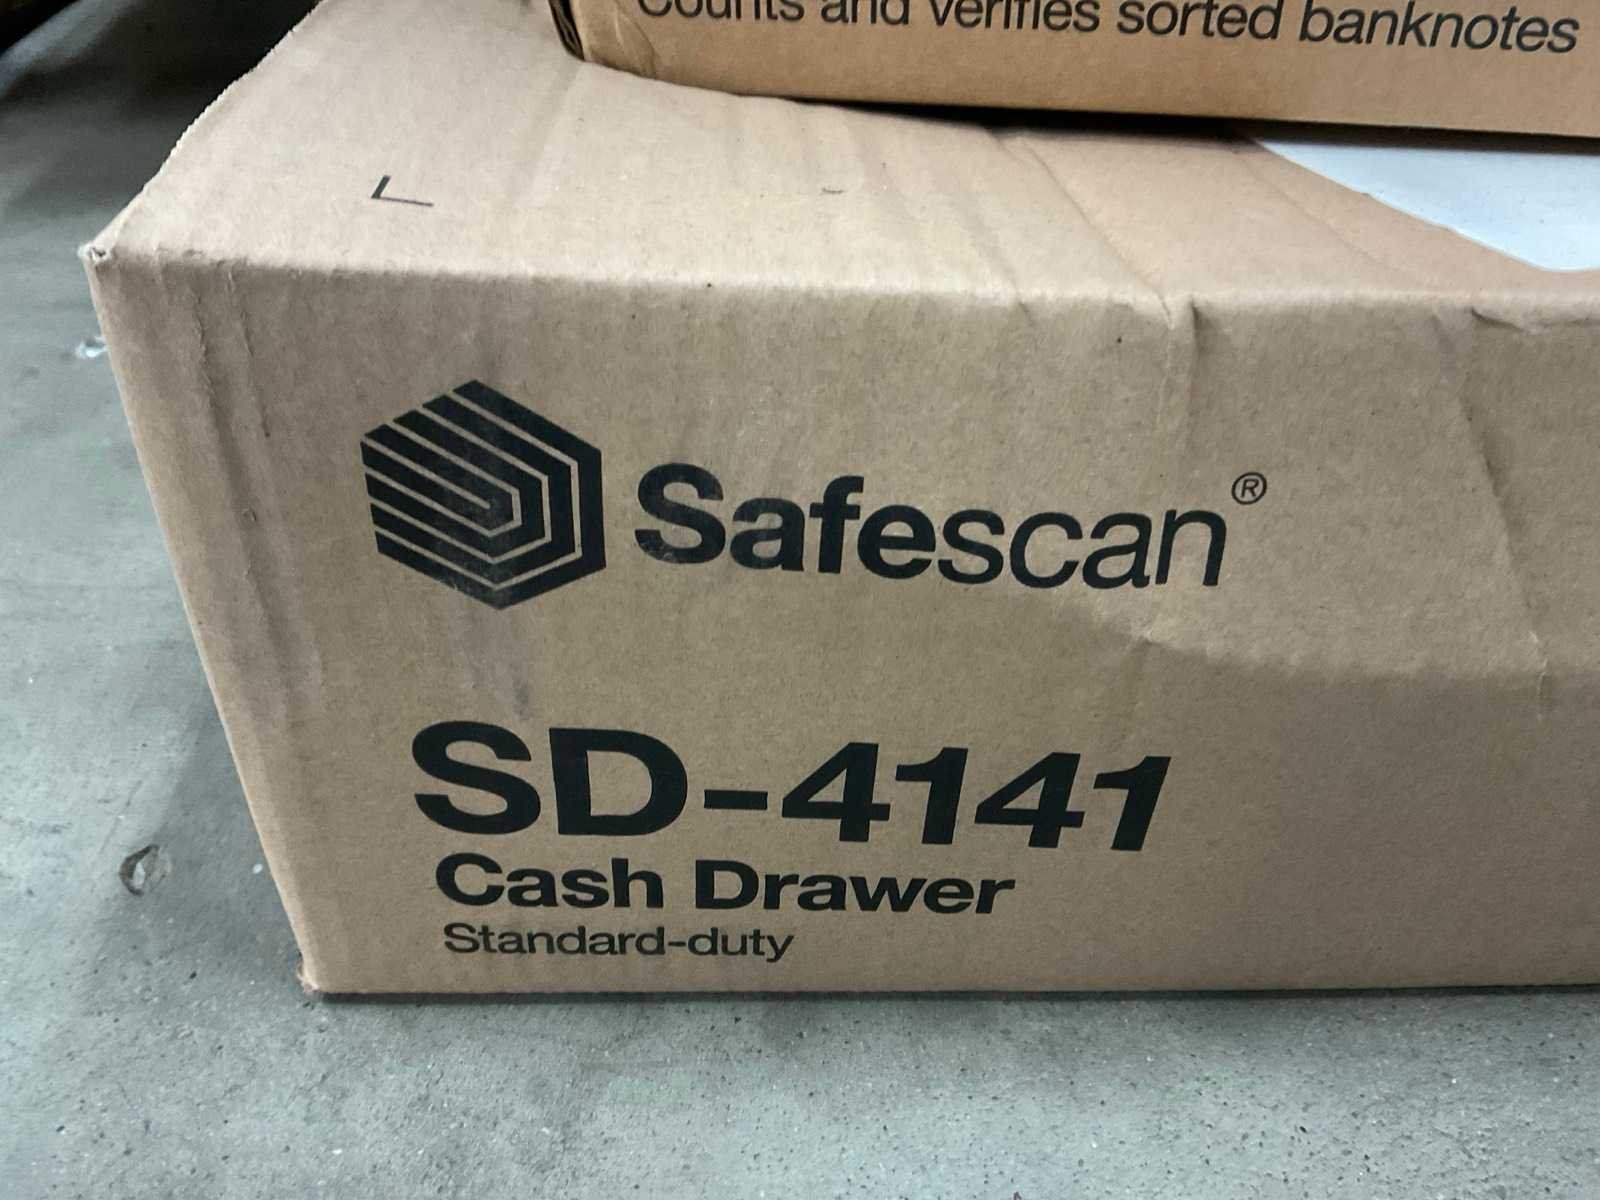 Counts and verifies sorted banknotes
Safescan®
SD-4141
Cash Drawer
Standard-duty